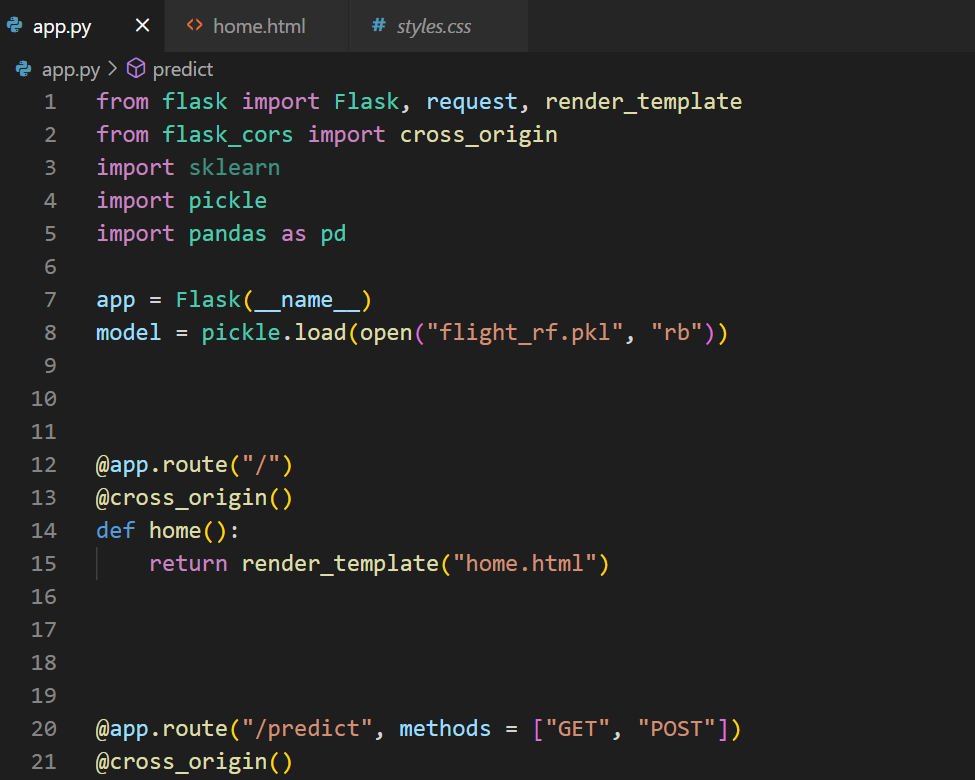 app.py × home.html # styles.css
app.py > predict
1 from flask import Flask, request, render_template
2 from flask_cors import cross_origin
3 import sklearn
4 import pickle
5 import pandas as pd
6
7 app = Flask(__name__)
8 model = pickle.load(open("flight_rf.pkl", "rb"))
9
10
11
12 @app.route("/")
13 @cross_origin()
14 def home():
15     return render_template("home.html")
16
17
18
19
20 @app.route("/predict", methods = ["GET", "POST"])
21 @cross_origin()